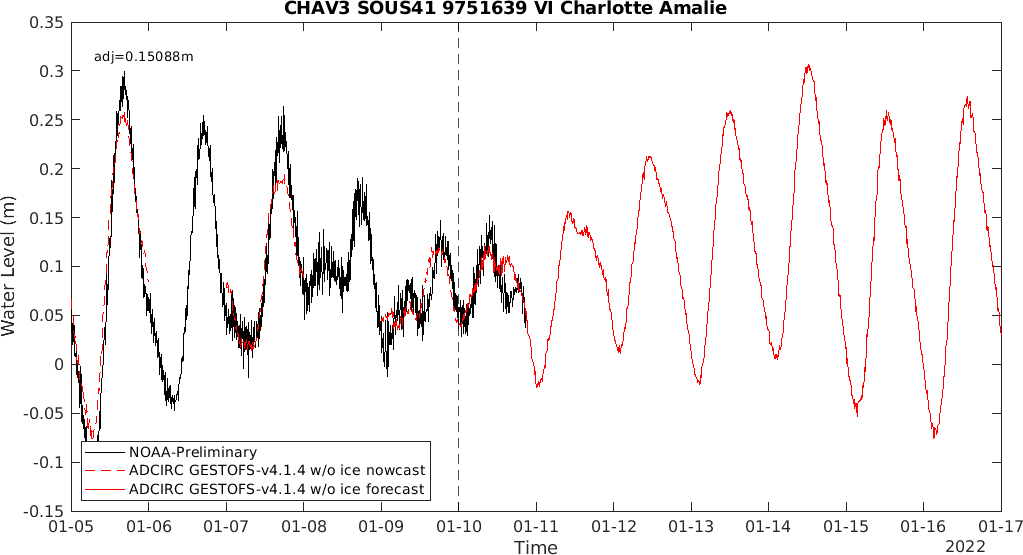 CHAV3 SOUS41 9751639 VI Charlotte Amalie
0.35
adj=0.15088m
0.3
0.25
0.2
0.15
0.1
0.05
0
-0.05
-0.1
-0.15
Water Level (m)
NOAA-Preliminary
ADCIRC GESTOFS-v4.1.4 w/o ice nowcast
ADCIRC GESTOFS-v4.1.4 w/o ice forecast
01-05 01-06 01-07 01-08 01-09 01-10 01-11 01-12 01-13 01-14 01-15 01-16 01-17
Time
2022